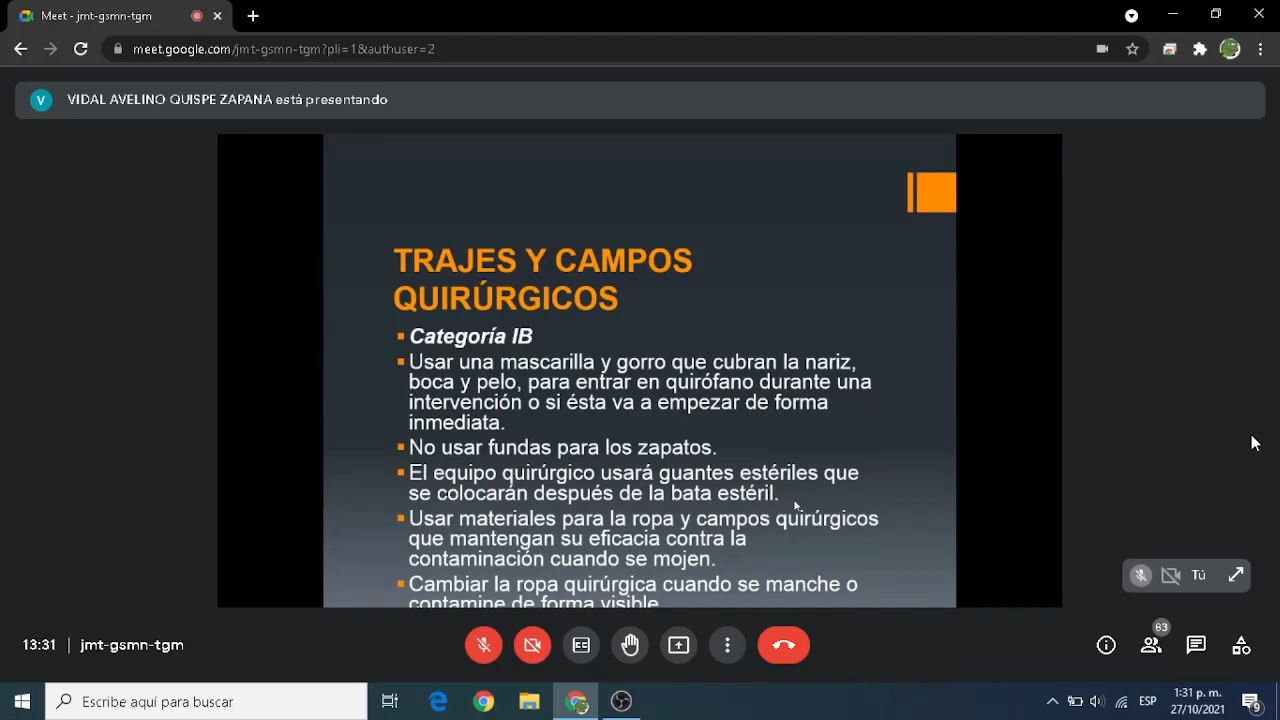 Meet - jmt-gsmn-tgm
meet.google.com/jmt-gsmn-tgm?pli=1&authuser=2
V
VIDAL AVELINO QUISPE ZAPANA está presentando
TRAJES Y CAMPOS
QUIRÚRGICOS
Categoría IB
Usar una mascarilla y gorro que cubran la nariz,
boca y pelo, para entrar en quirófano durante una
intervención o si ésta va a empezar de forma
inmediata.
No usar fundas para los zapatos.
El equipo quirúrgico usará guantes estériles que
se colocarán después de la bata estéril.
Usar materiales para la ropa y campos quirúrgicos
que mantengan su eficacia contra la
contaminación cuando se mojen.
Cambiar la ropa quirúrgica cuando se manche o
contamine de forma visible.
Tú
63
13:31 | jmt-gsmn-tgm
Escribe aquí para buscar
ESP
1:31 p. m.
27/10/2021
9